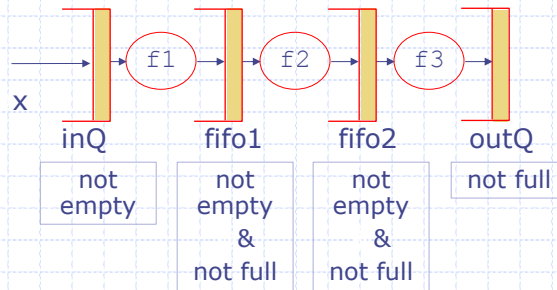 f1 f2 f3
x
inQ fifo1 fifo2 outQ
not
empty
not
empty
&
not full
not
empty
&
not full
not full